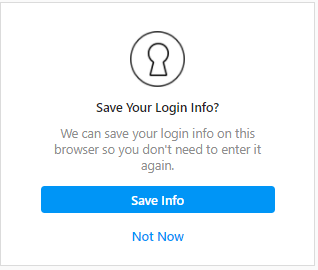 Save Your Login Info?
We can save your login info on this
browser so you don't need to enter it
again.
Save Info
Not Now